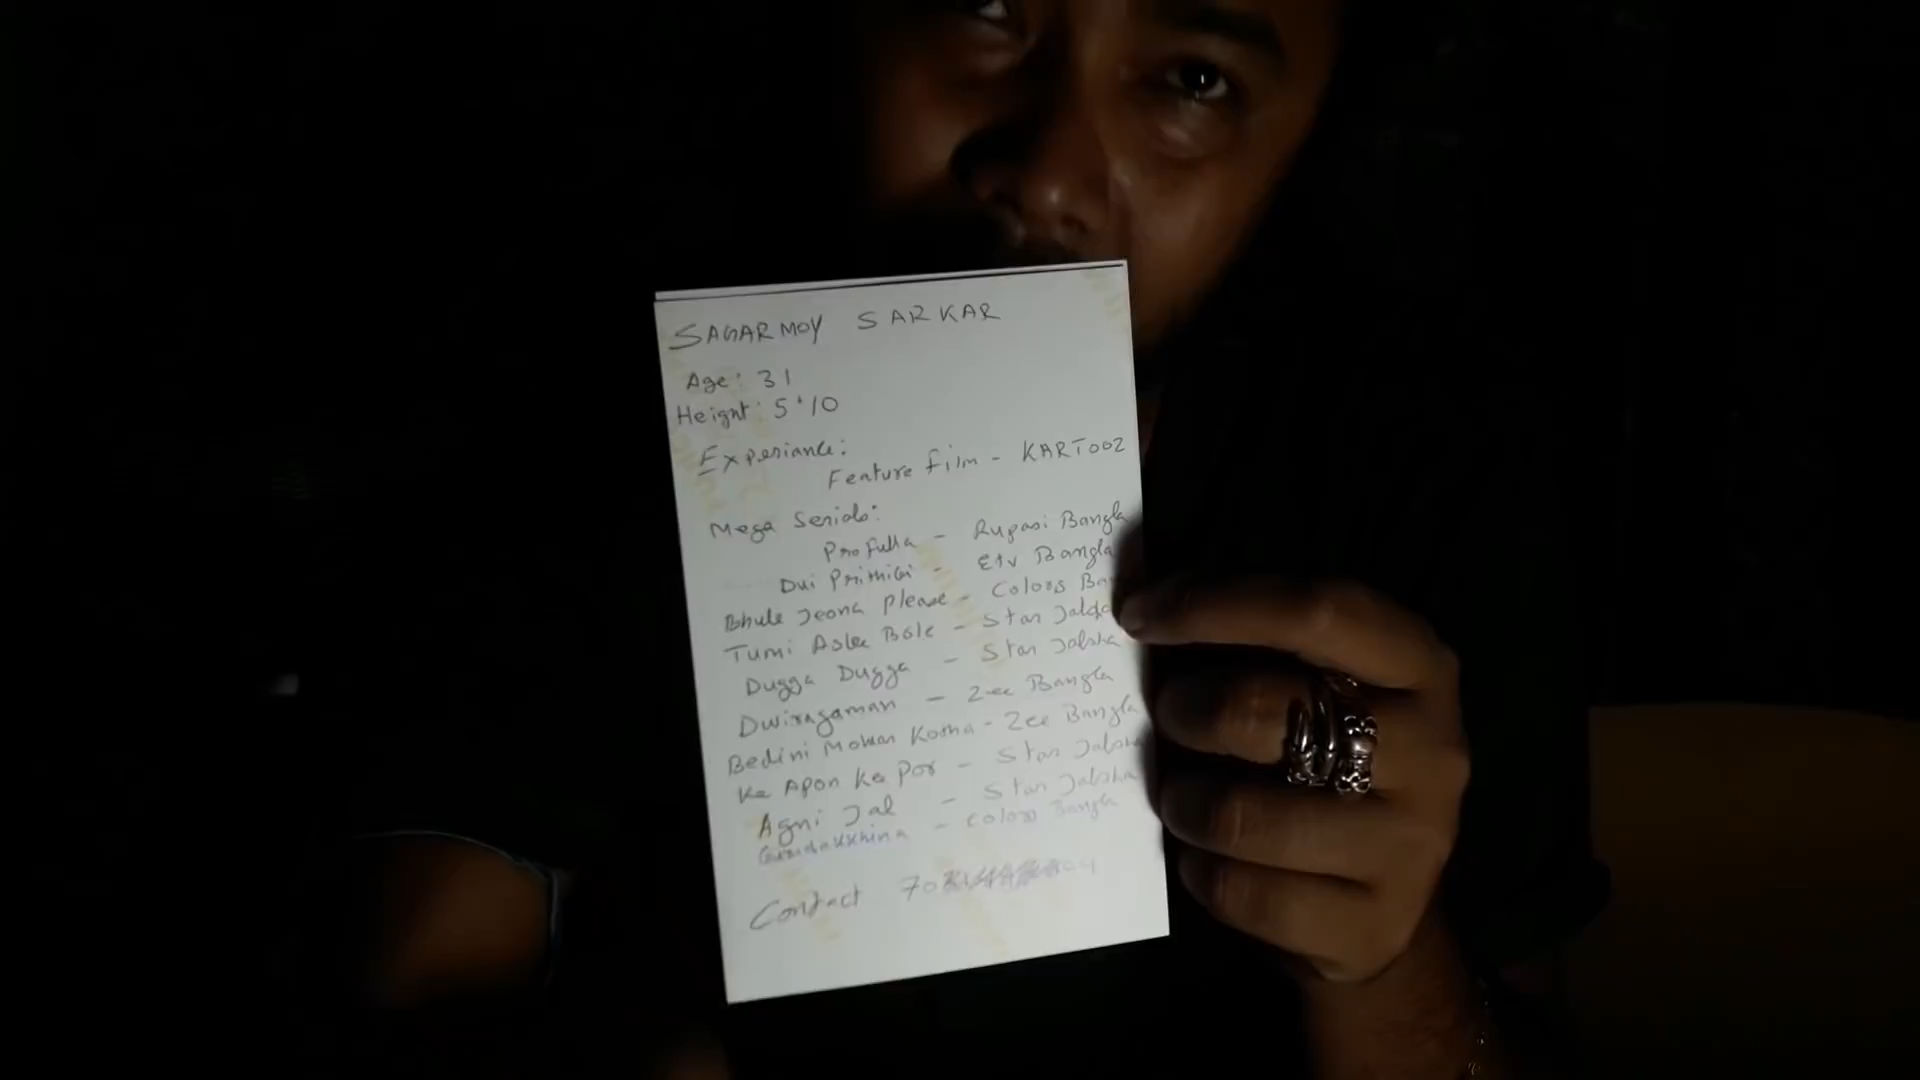 SAGARMOY SARKAR
Age: 31
Height: 5'10
Experiance:
Feature film - KARTOOZ
Mega Serials:
Profulla - Rupasi Bangla
Dui Prithibi - Etv Bangla
Bhule Jeona Please - Colors Ban
Tumi Asbe Bole - Star Jalsha
Dugga Dugga - Star Jalsha
Dwiragaman - Zee Bangla
Bedini Mohan Kotha - Zee Bangla
Ke Apon Ke Por - Star Jalsha
Agni Jal - Star Jalsha
Gurudakkhina - Colors Bangla
Contact